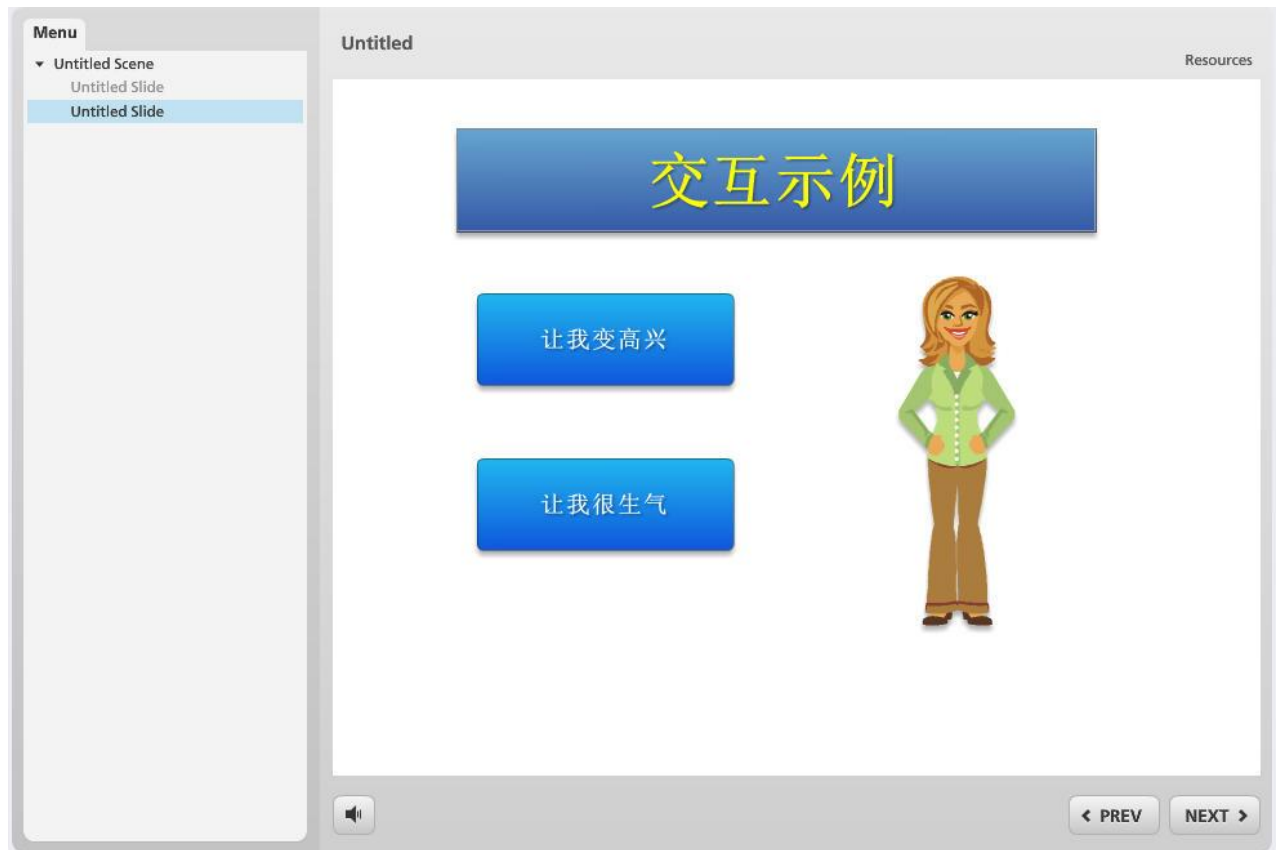 Menu
Untitled Scene
Untitled Slide
Untitled Slide
Untitled
Resources
交互示例
让我变高兴
让我很生气
PREV
NEXT